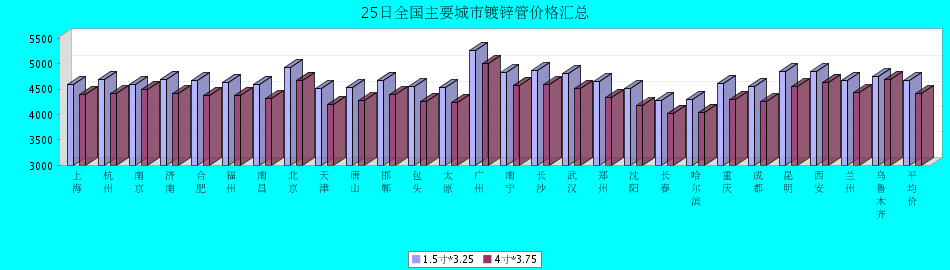 25日全国主要城市镀锌管价格汇总
5500
5000
4500
4000
3500
3000
上海 杭州 南京 济南 合肥 福州 南昌 北京 天津 唐山 邯郸 包头 太原 广州 南宁 长沙 武汉 郑州 沈阳 长春 哈尔滨 重庆 成都 昆明 西安 兰州 乌鲁木齐 平均价
1.5寸*3.25 4寸*3.75